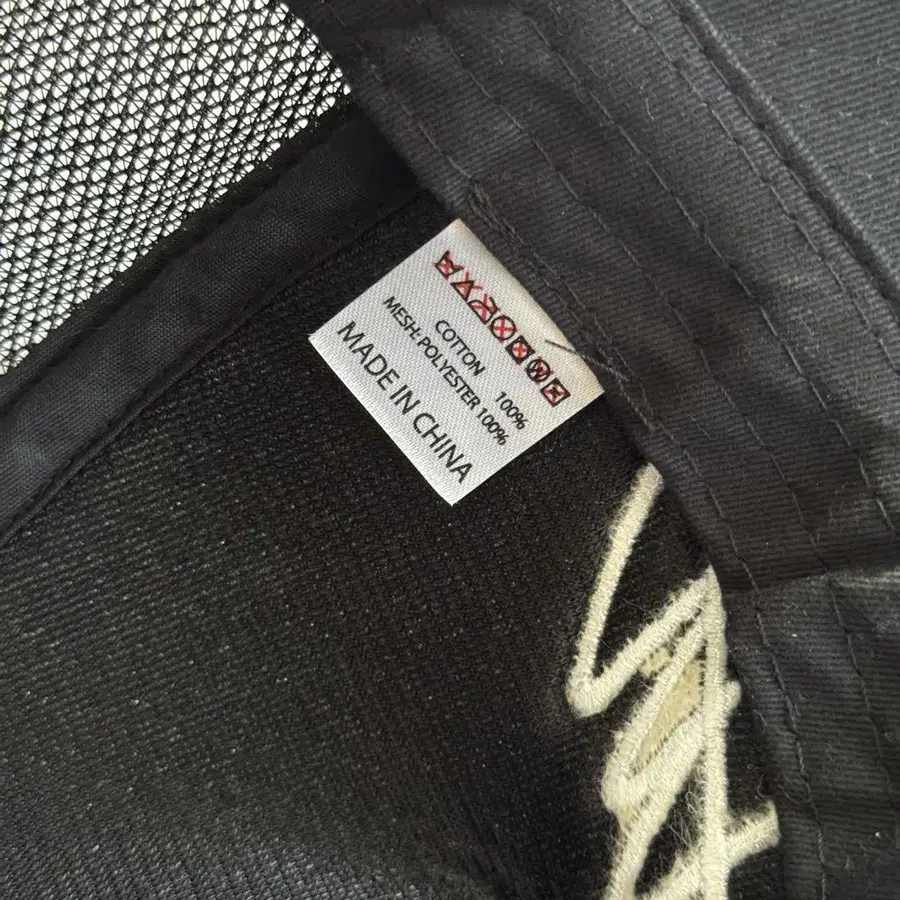 COTTON 100%
MESH: POLYESTER 100%
MADE IN CHINA